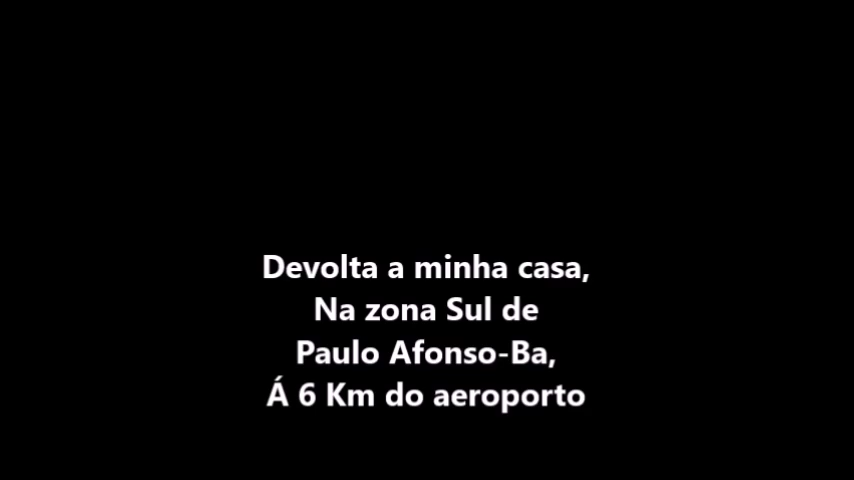 Devolta a minha casa,
Na zona Sul de
Paulo Afonso-Ba,
Á 6 Km do aeroporto